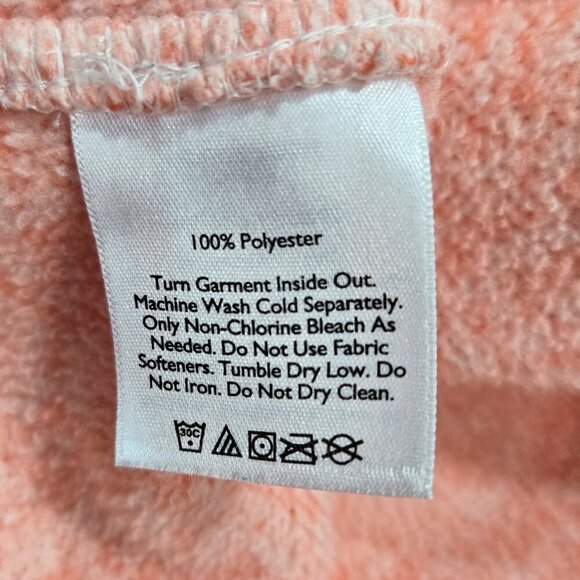 100% Polyester
Turn Garment Inside Out.
Machine Wash Cold Separately.
Only Non-Chlorine Bleach As
Needed. Do Not Use Fabric
Softeners. Tumble Dry Low. Do
Not Iron. Do Not Dry Clean.
30C